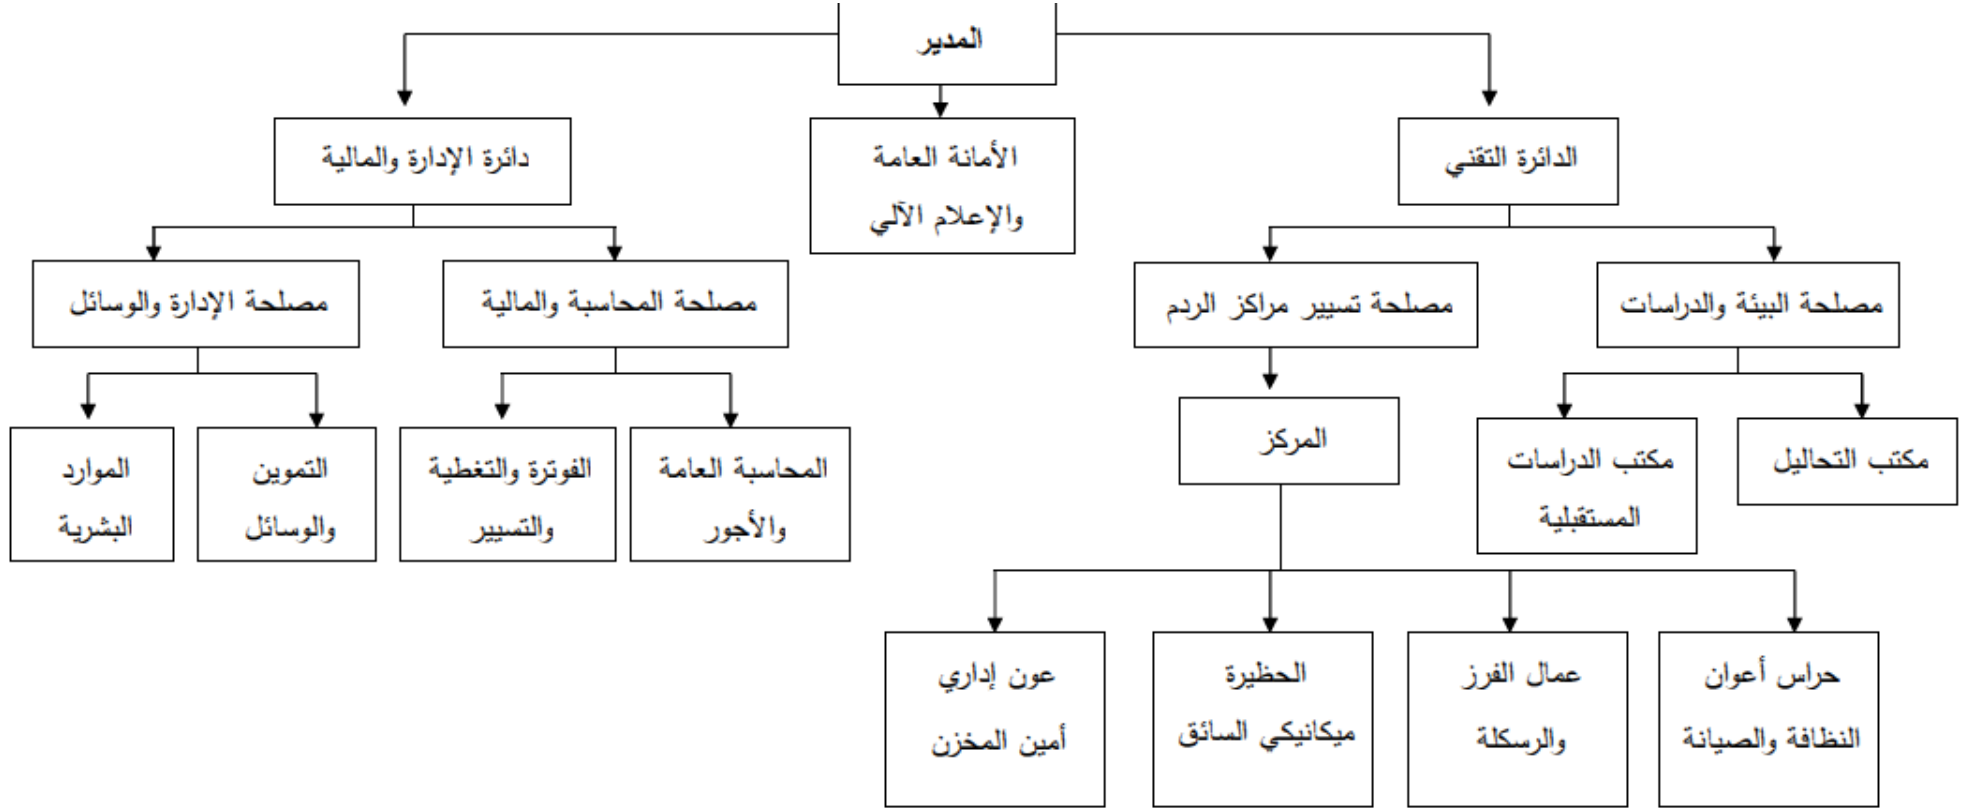 المدير
الدائرة التقني
الأمانة العامة
والإعلام الآلي
دائرة الإدارة والمالية
مصلحة البيئة والدراسات
مصلحة تسيير مراكز الردم
مصلحة المحاسبة والمالية
مصلحة الإدارة والوسائل
مكتب التحاليل
مكتب الدراسات
المستقبلية
المركز
المحاسبة العامة
والأجور
الفوترة والتغطية
والتسيير
التموين
والوسائل
الموارد
البشرية
حراس أعوان
النظافة والصيانة
عمال الفرز
والرسكلة
الحظيرة
ميكانيكي السائق
عون إداري
أمين المخزن